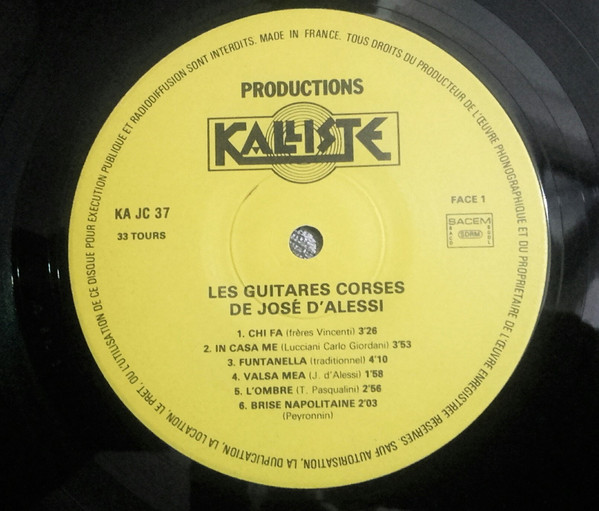 PRODUCTIONS
KALLISTE
KA JC 37
33 TOURS
FACE 1
SACEM
SDRM
LES GUITARES CORSES
DE JOSÉ D'ALESSI
1. CHI FA (frères Vincenti) 3'26
2. IN CASA ME (Lucciani Carlo Giordani) 3'53
3. FUNTANELLA (traditionnel) 4'10
4. VALSA MEA (J. d'Alessi) 1'58
5. L'OMBRE (T. Pasqualini) 2'56
6. BRISE NAPOLITAINE 2'03
(Peyronnin)
MADE IN FRANCE. TOUS DROITS DU PRODUCTEUR DE L'ŒUVRE PHONOGRAPHIQUE ET DU PROPRIETAIRE DE L'ŒUVRE ENREGISTREE RESERVES. SAUF AUTORISATION, LA DUPLICATION, LA LOCATION, LE PRET, OU L'UTILISATION DE CE DISQUE POUR EXECUTION PUBLIQUE ET RADIODIFFUSION SONT INTERDITS.